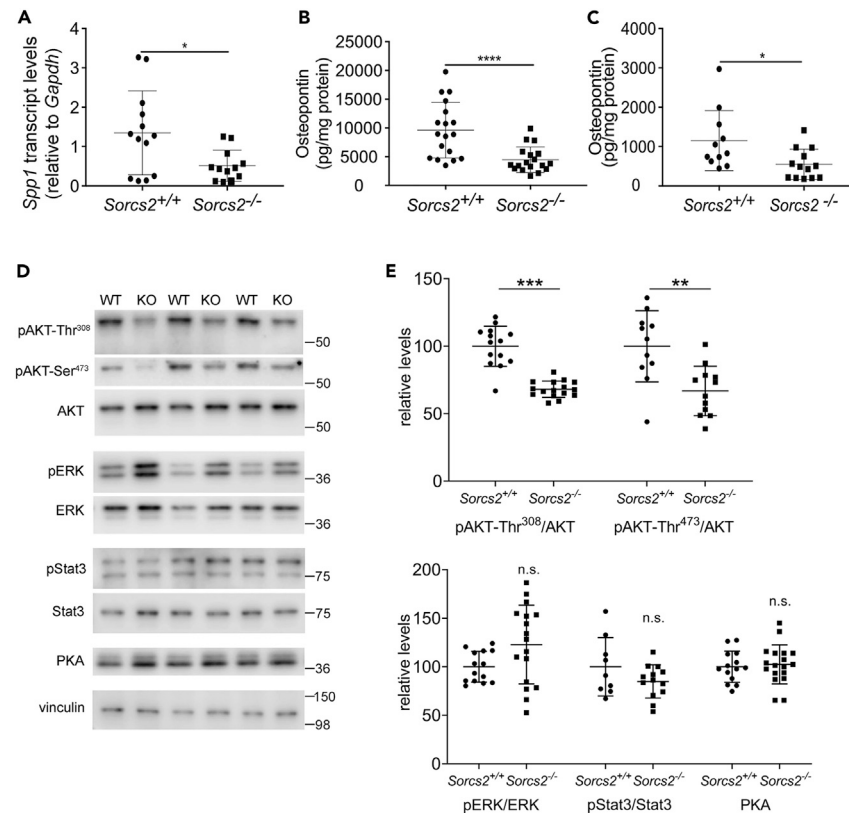 A
Spp1 transcript levels
(relative to Gapdh)
4
3
2
1
0
*
Sorcs2+/+ Sorcs2-/-
B
Osteopontin
(pg/mg protein)
25000
20000
15000
10000
5000
0
****
Sorcs2+/+ Sorcs2-/-
C
Osteopontin
(pg/mg protein)
4000
3000
2000
1000
0
*
Sorcs2+/+ Sorcs2 -/-
D
WT KO WT KO WT KO
pAKT-Thr308
50
pAKT-Ser473
50
AKT
50
pERK
36
ERK
36
pStat3
75
Stat3
75
PKA
36
vinculin
150
98
E
relative levels
150
100
50
0
*** **
Sorcs2+/+ Sorcs2-/- Sorcs2+/+ Sorcs2-/-
pAKT-Thr308/AKT pAKT-Thr473/AKT
relative levels
200
150
100
50
0
n.s. n.s. n.s.
Sorcs2+/+ Sorcs2-/- Sorcs2+/+ Sorcs2-/- Sorcs2+/+ Sorcs2-/-
pERK/ERK pStat3/Stat3 PKA